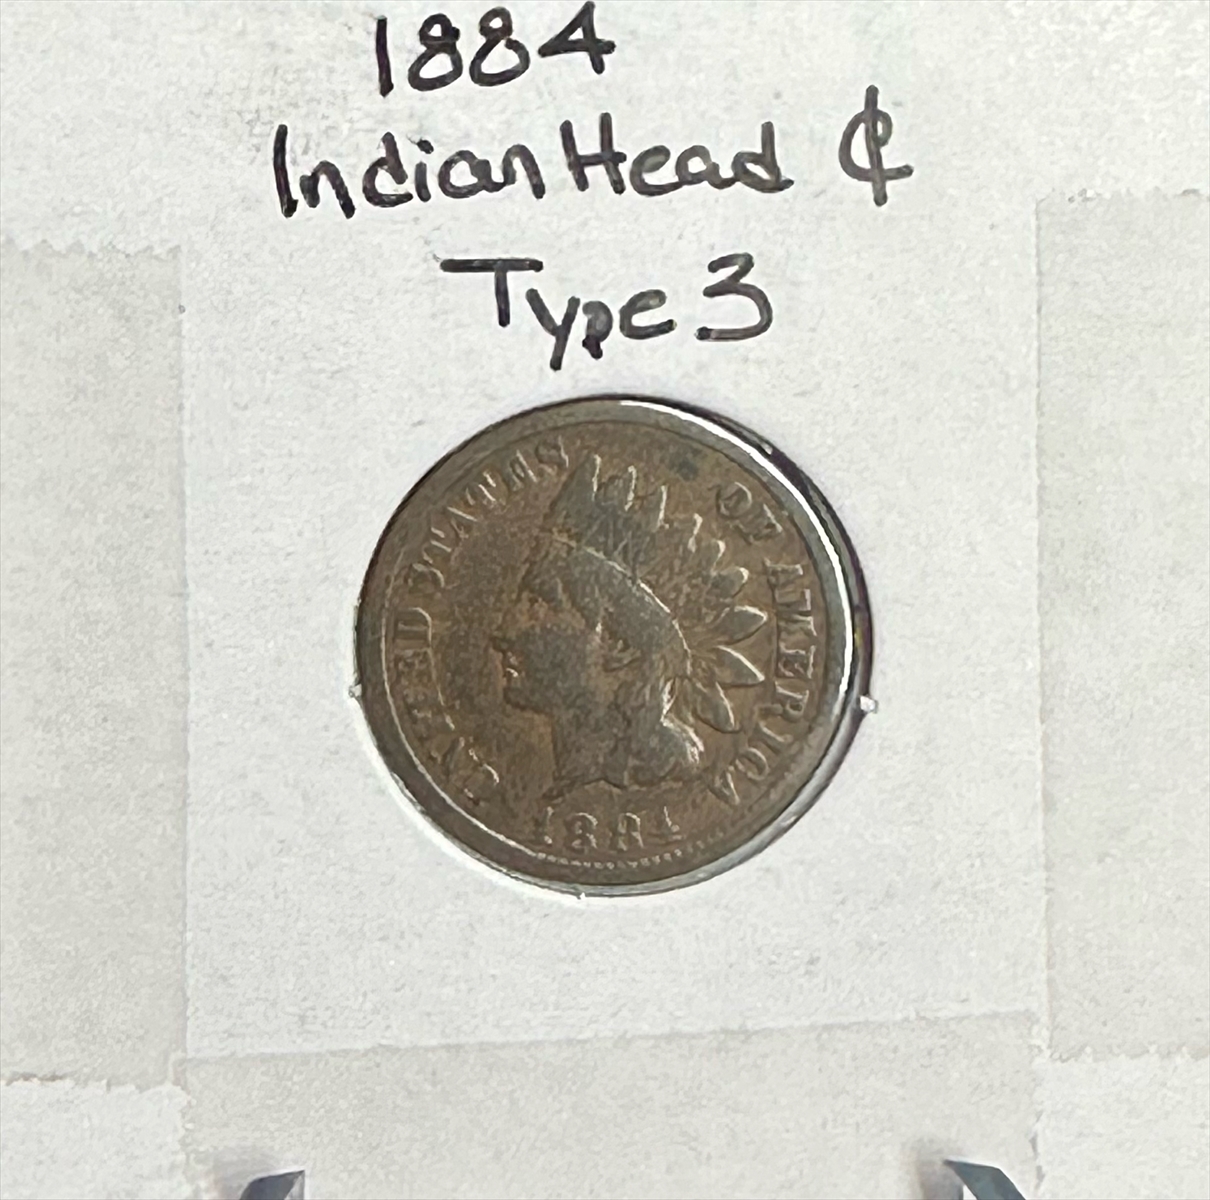 1884
Indian Head ¢
Type 3
UNITED STATES OF AMERICA
1884